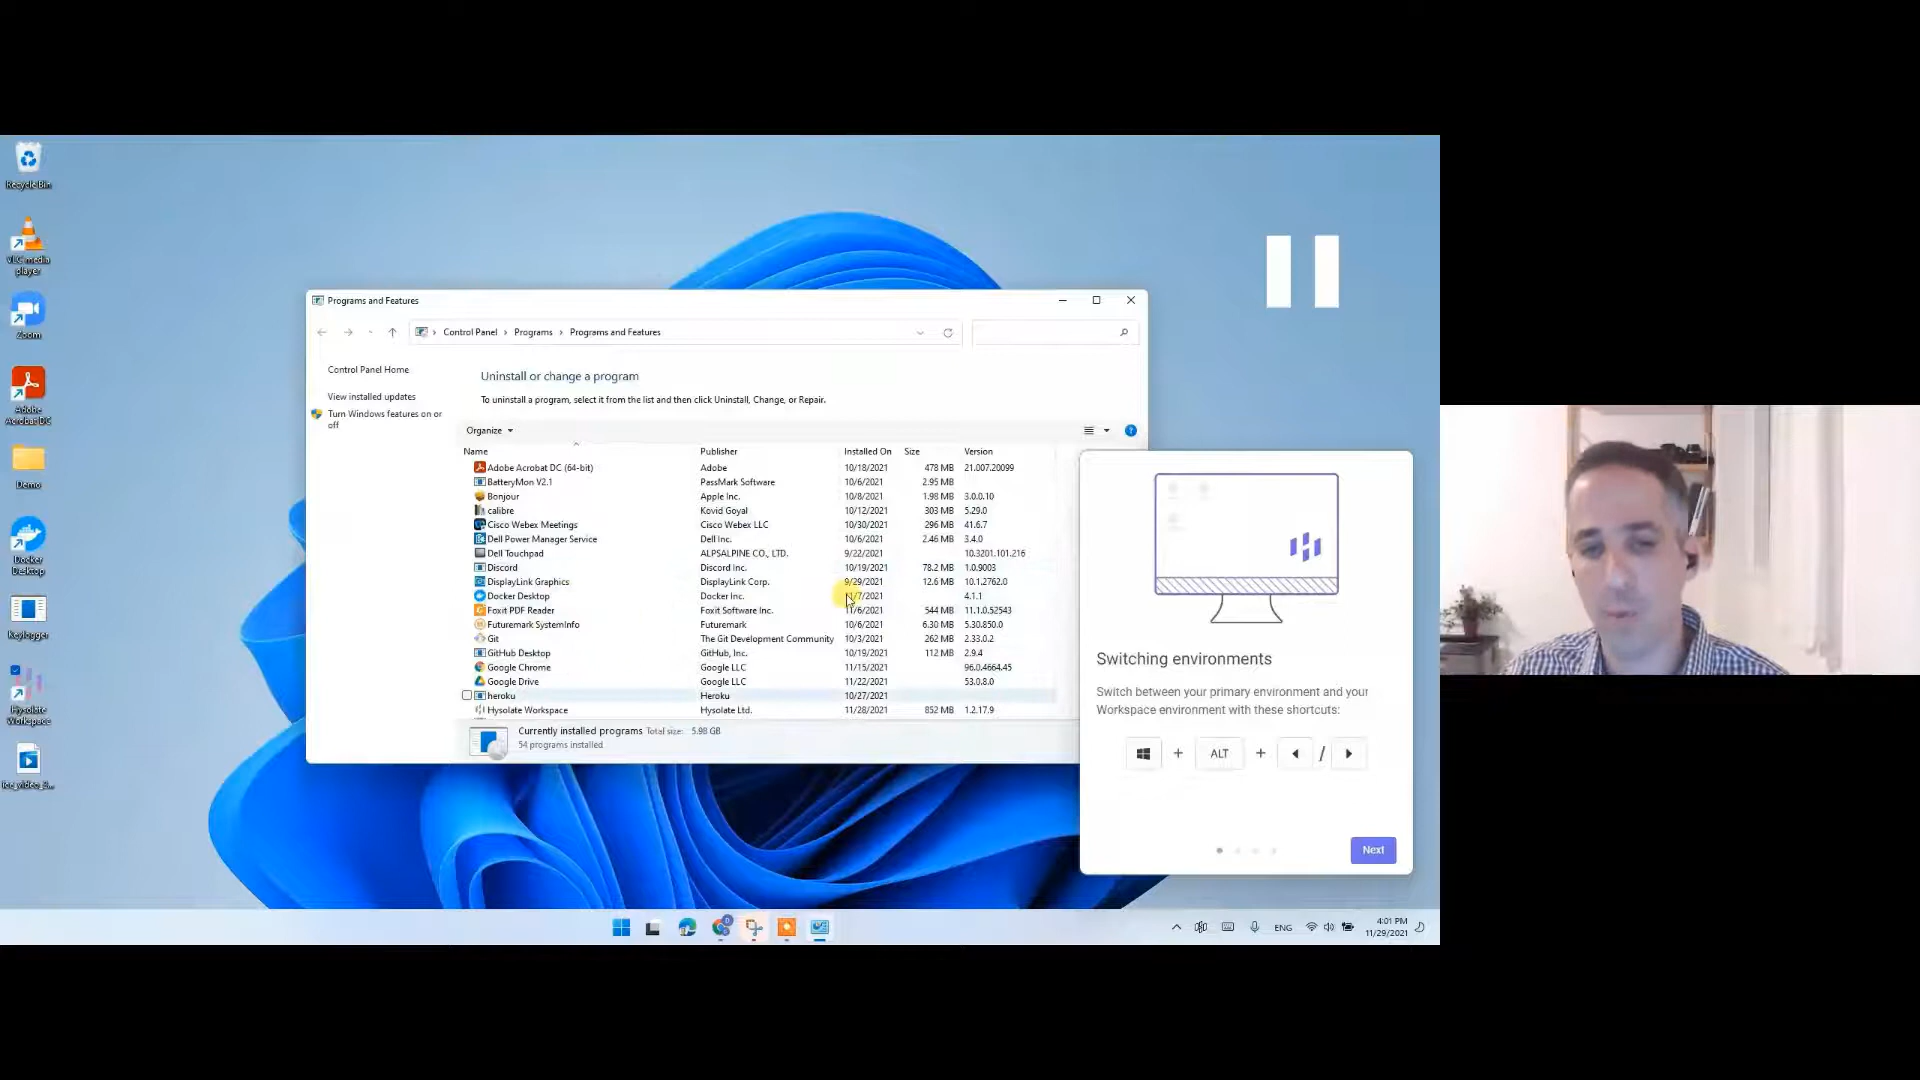 Recycle Bin
VLC media
player
Zoom
Adobe
Acrobat DC
Demo
Docker
Desktop
Keylogger
Hysolate
Workspace
Programs and Features
Control Panel > Programs > Programs and Features
Control Panel Home
View installed updates
Turn Windows features on or
off
Uninstall or change a program
To uninstall a program, select it from the list and then click Uninstall, Change, or Repair.
Organize
Name Publisher Installed On Size Version
Adobe Acrobat DC (64-bit) Adobe 10/18/2021 478 MB 21.007.20099
BatteryMon V2.1 PassMark Software 10/6/2021 2.95 MB
Bonjour Apple Inc. 10/8/2021 1.98 MB 3.0.0.10
calibre Kovid Goyal 10/12/2021 303 MB 5.29.0
Cisco Webex Meetings Cisco Webex LLC 10/30/2021 296 MB 41.6.7
Dell Power Manager Service Dell Inc. 10/6/2021 2.46 MB 3.4.0
Dell Touchpad ALPSALPINE CO., LTD. 9/22/2021 10.3201.101.216
Discord Discord Inc. 10/19/2021 78.2 MB 1.0.9003
DisplayLink Graphics DisplayLink Corp. 9/29/2021 12.6 MB 10.1.2762.0
Docker Desktop Docker Inc. 4.1.1
Foxit PDF Reader Foxit Software Inc. 11/6/2021 544 MB 11.1.0.52543
Futuremark SystemInfo Futuremark 10/6/2021 6.30 MB 5.30.850.0
Git The Git Development Community 10/3/2021 262 MB 2.33.0.2
GitHub Desktop GitHub, Inc. 10/19/2021 112 MB 2.9.4
Google Chrome Google LLC 11/15/2021 96.0.4664.45
Google Drive Google LLC 11/22/2021 53.0.8.0
heroku Heroku 10/27/2021
Hysolate Workspace Hysolate Ltd. 11/28/2021 852 MB 1.2.17.9
Currently installed programs Total size: 5.98 GB
54 programs installed
Switching environments
Switch between your primary environment and your
Workspace environment with these shortcuts:
+ ALT + /
Next
ENG
4:01 PM
11/29/2021